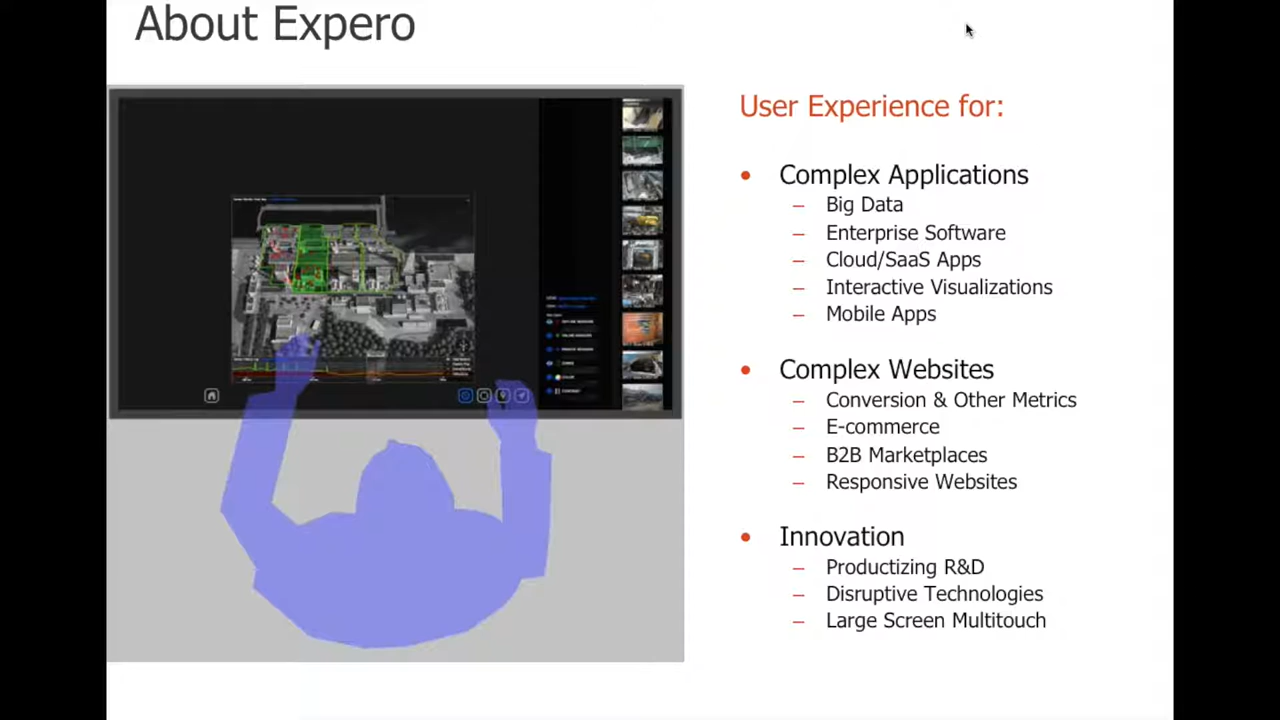 About Expero
User Experience for:
• Complex Applications
– Big Data
– Enterprise Software
– Cloud/SaaS Apps
– Interactive Visualizations
– Mobile Apps
• Complex Websites
– Conversion & Other Metrics
– E-commerce
– B2B Marketplaces
– Responsive Websites
• Innovation
– Productizing R&D
– Disruptive Technologies
– Large Screen Multitouch